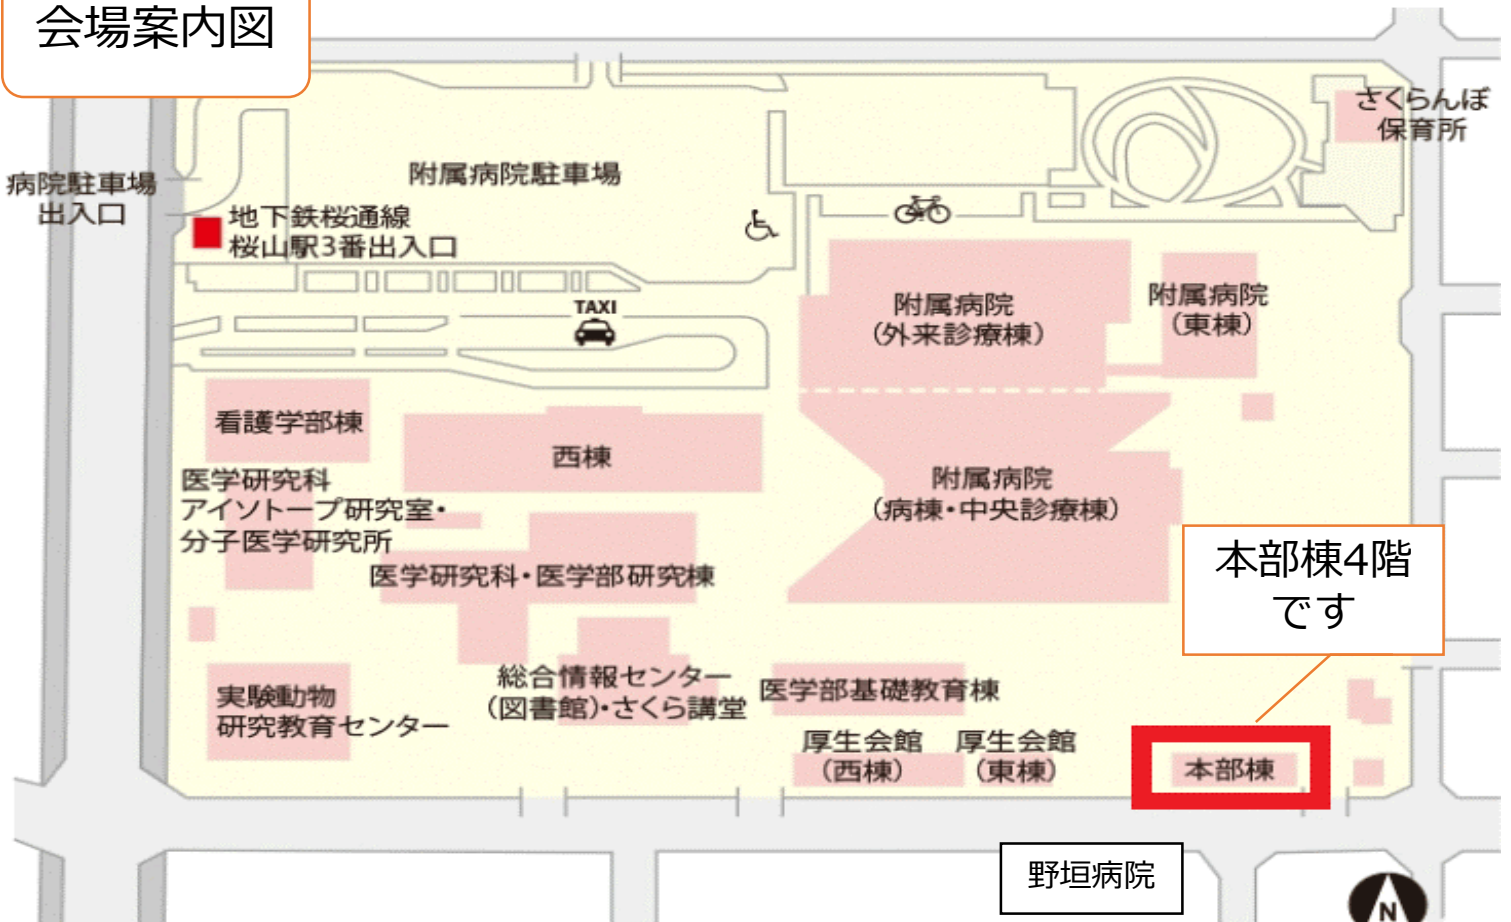 会場案内図
さくらんぼ
保育所
病院駐車場
出入口
附属病院駐車場
地下鉄桜通線
桜山駅3番出入口
TAXI
附属病院
(外来診療棟)
附属病院
(東棟)
看護学部棟
西棟
医学研究科
アイソトープ研究室・
分子医学研究所
附属病院
(病棟・中央診療棟)
医学研究科・医学部研究棟
本部棟4階
です
実験動物
研究教育センター
総合情報センター
(図書館)・さくら講堂
医学部基礎教育棟
厚生会館
(西棟)
厚生会館
(東棟)
本部棟
野垣病院
N